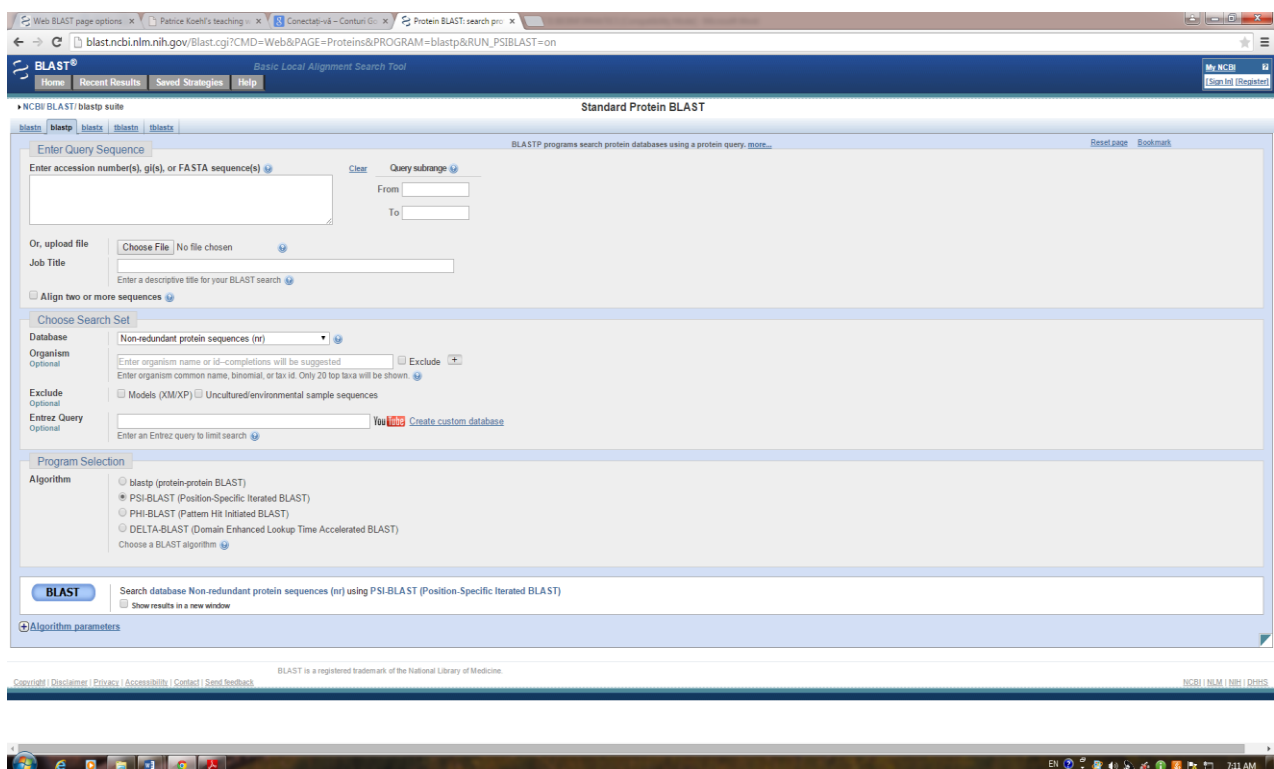 Web BLAST page options
Patrice Koehl's teaching
Conectați-vă – Conturi Go
Protein BLAST: search pro
blast.ncbi.nlm.nih.gov/Blast.cgi?CMD=Web&PAGE=Proteins&PROGRAM=blastp&RUN_PSIBLAST=on
BLAST®
Basic Local Alignment Search Tool
My NCBI
Home Recent Results Saved Strategies Help
[Sign In] [Register]
NCBI/ BLAST/ blastp suite
Standard Protein BLAST
blastn blastp blastx tblastn tblastx
Enter Query Sequence
BLASTP programs search protein databases using a protein query. more...
Reset page Bookmark
Enter accession number(s), gi(s), or FASTA sequence(s)
Clear
Query subrange
From
To
Or, upload file
Choose File No file chosen
Job Title
Enter a descriptive title for your BLAST search
Align two or more sequences
Choose Search Set
Database
Non-redundant protein sequences (nr)
Organism
Optional
Enter organism name or id--completions will be suggested
Exclude +
Enter organism common name, binomial, or tax id. Only 20 top taxa will be shown.
Exclude
Optional
Models (XM/XP) Uncultured/environmental sample sequences
Entrez Query
Optional
YouTube Create custom database
Enter an Entrez query to limit search
Program Selection
Algorithm
blastp (protein-protein BLAST)
PSI-BLAST (Position-Specific Iterated BLAST)
PHI-BLAST (Pattern Hit Initiated BLAST)
DELTA-BLAST (Domain Enhanced Lookup Time Accelerated BLAST)
Choose a BLAST algorithm
BLAST
Search database Non-redundant protein sequences (nr) using PSI-BLAST (Position-Specific Iterated BLAST)
Show results in a new window
Algorithm parameters
BLAST is a registered trademark of the National Library of Medicine.
Copyright | Disclaimer | Privacy | Accessibility | Contact | Send feedback
NCBI | NLM | NIH | DHHS
EN
7:11 AM